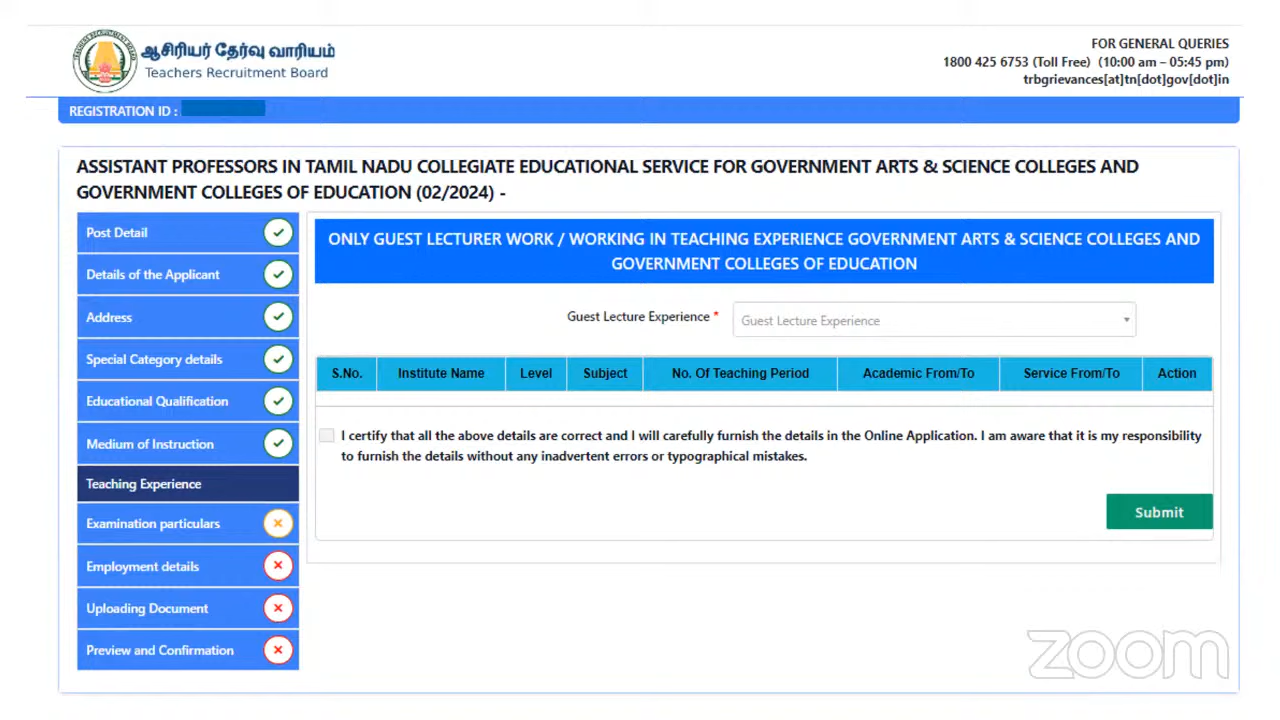 ஆசிரியர் தேர்வு வாரியம்
Teachers Recruitment Board
FOR GENERAL QUERIES
1800 425 6753 (Toll Free) (10:00 am – 05:45 pm)
trbgrievances[at]tn[dot]gov[dot]in
REGISTRATION ID :
ASSISTANT PROFESSORS IN TAMIL NADU COLLEGIATE EDUCATIONAL SERVICE FOR GOVERNMENT ARTS & SCIENCE COLLEGES AND
GOVERNMENT COLLEGES OF EDUCATION (02/2024) -
Post Detail
Details of the Applicant
Address
Special Category details
Educational Qualification
Medium of Instruction
Teaching Experience
Examination particulars
Employment details
Uploading Document
Preview and Confirmation
ONLY GUEST LECTURER WORK / WORKING IN TEACHING EXPERIENCE GOVERNMENT ARTS & SCIENCE COLLEGES AND
GOVERNMENT COLLEGES OF EDUCATION
Guest Lecture Experience * Guest Lecture Experience
S.No. Institute Name Level Subject No. Of Teaching Period Academic From/To Service From/To Action
I certify that all the above details are correct and I will carefully furnish the details in the Online Application. I am aware that it is my responsibility
to furnish the details without any inadvertent errors or typographical mistakes.
Submit
zoom